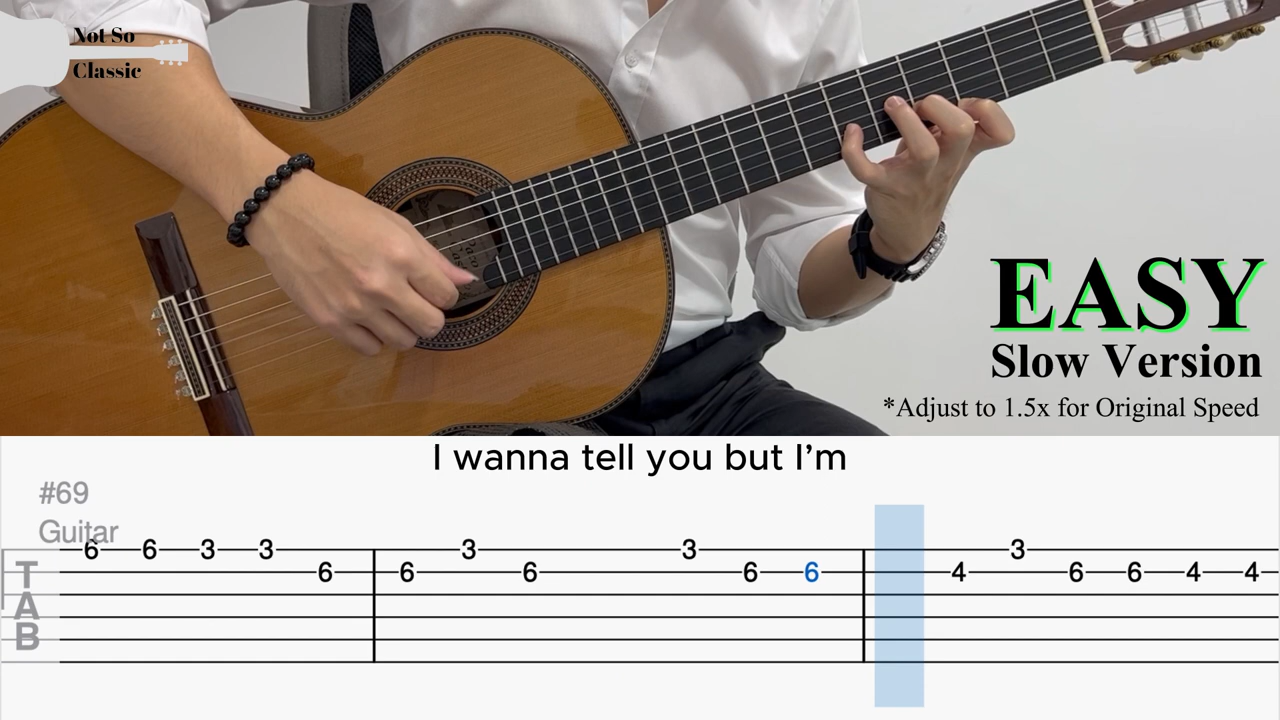 Not So
Classic
EASY
Slow Version
*Adjust to 1.5x for Original Speed
I wanna tell you but I’m
#69
Guitar
6 6 3 3 6 6 3 6 3 6 6 4 3 6 6 4 4
T
A
B